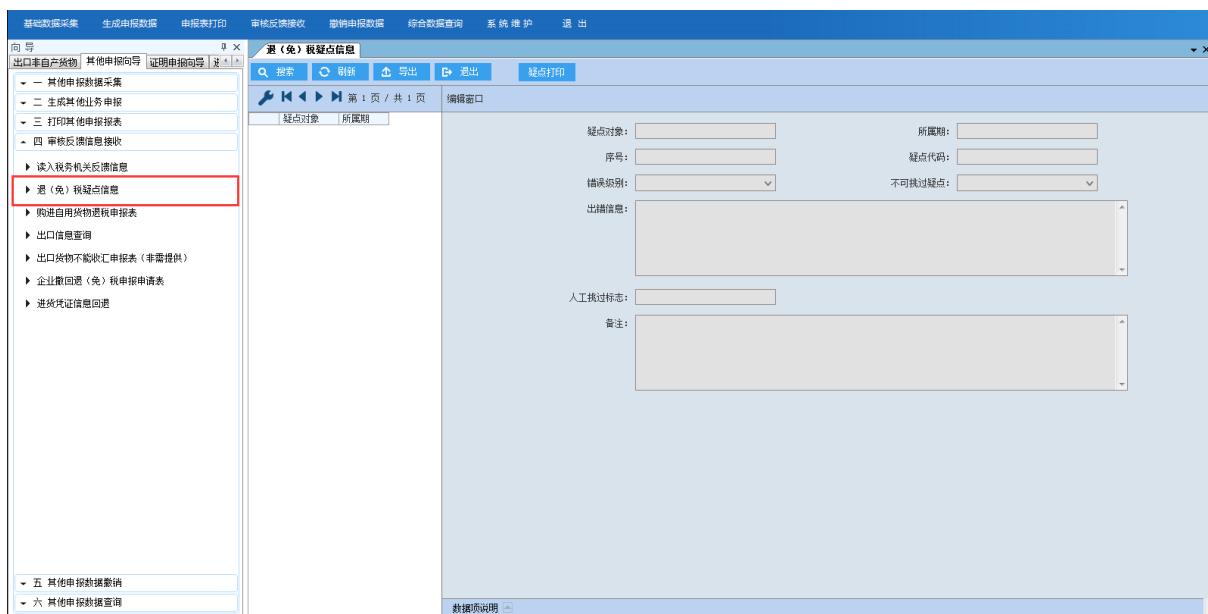 基础数据采集 生成申报数据 申报表打印 审核反馈接收 撤销申报数据 综合数据查询 系统维护 退出
向导
出口非自产货物 其他申报向导 证明申报向导
一 其他申报数据采集
二 生成其他业务申报
三 打印其他申报报表
四 审核反馈信息接收
读入税务机关反馈信息
退（免）税疑点信息
购进自用货物退税申报表
出口信息查询
出口货物不能收汇申报表（非需提供）
企业撤回退（免）税申报申请表
进货凭证信息回退
五 其他申报数据撤销
六 其他申报数据查询
退（免）税疑点信息
搜索 刷新 导出 退出 疑点打印
第 1 页 / 共 1 页
疑点对象 所属期
编辑窗口
疑点对象： 所属期：
序号： 疑点代码：
错误级别： 不可挑过疑点：
出错信息：
人工挑过标志：
备注：
数据项说明